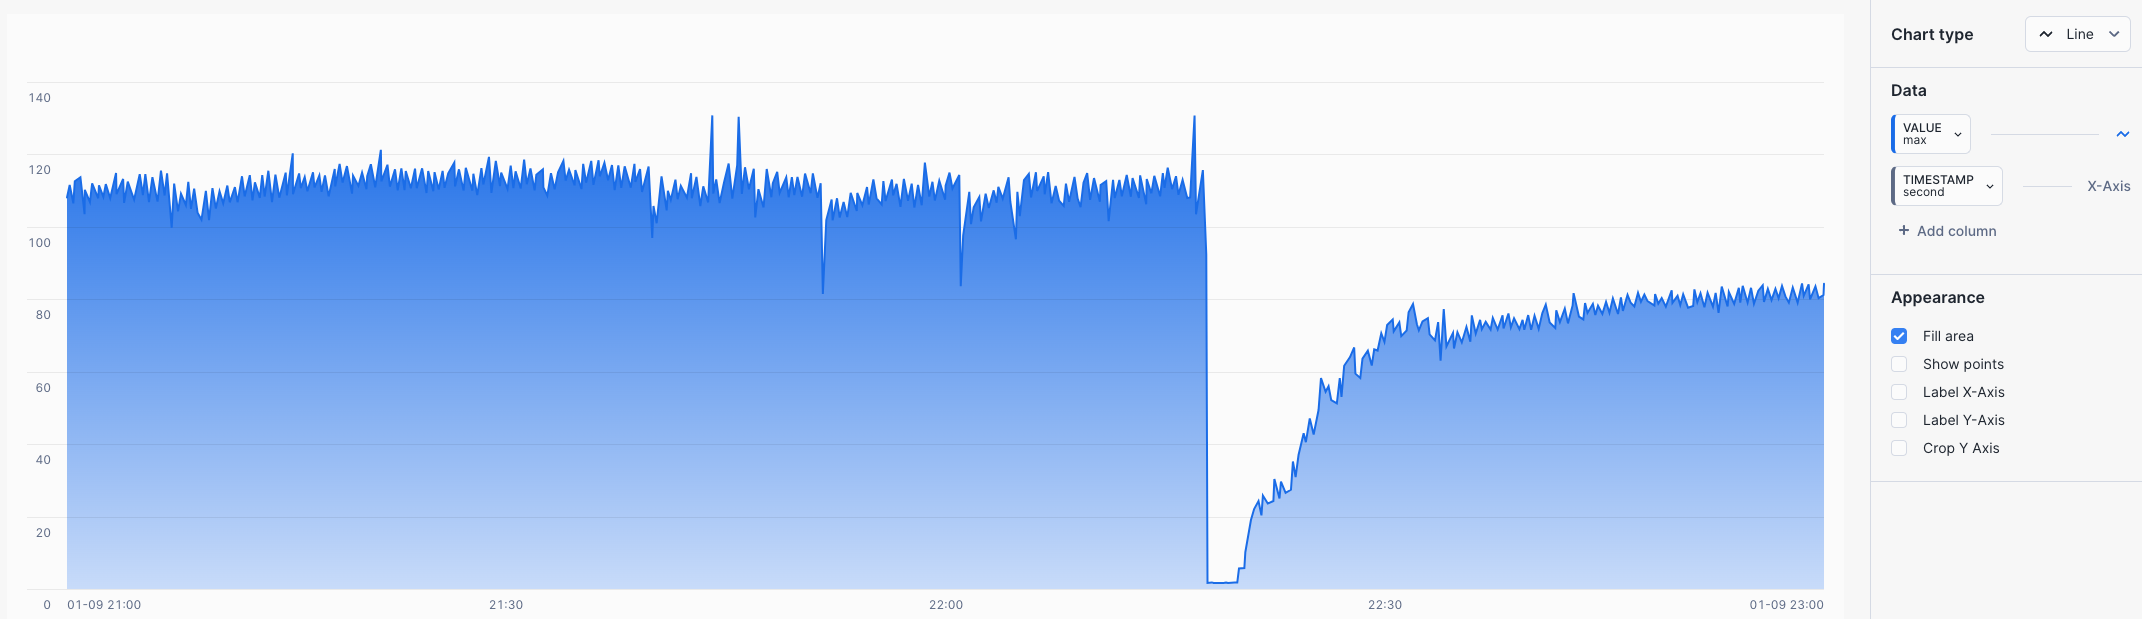 140
120
100
80
60
40
20
0
01-09 21:00
21:30
22:00
22:30
01-09 23:00
Chart type
Line
Data
VALUE
max
TIMESTAMP
second
X-Axis
+ Add column
Appearance
Fill area
Show points
Label X-Axis
Label Y-Axis
Crop Y Axis